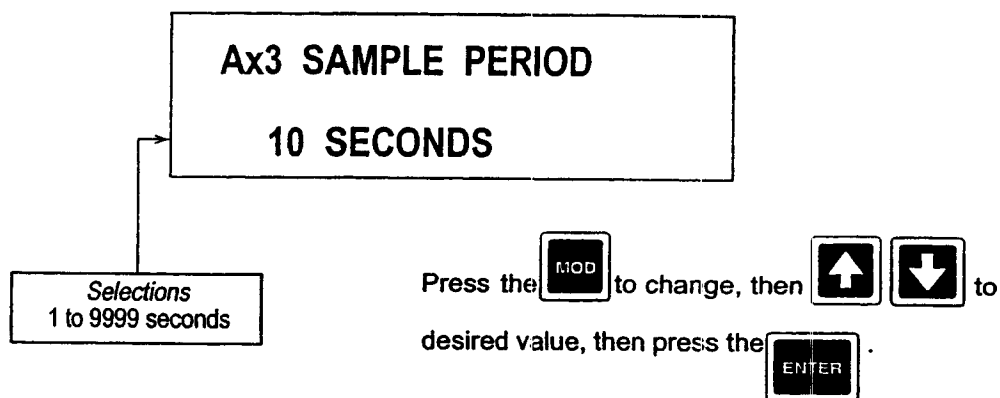 Ax3 SAMPLE PERIOD
10 SECONDS
Selections
1 to 9999 seconds
Press the MOD to change, then to
desired value, then press the ENTER .